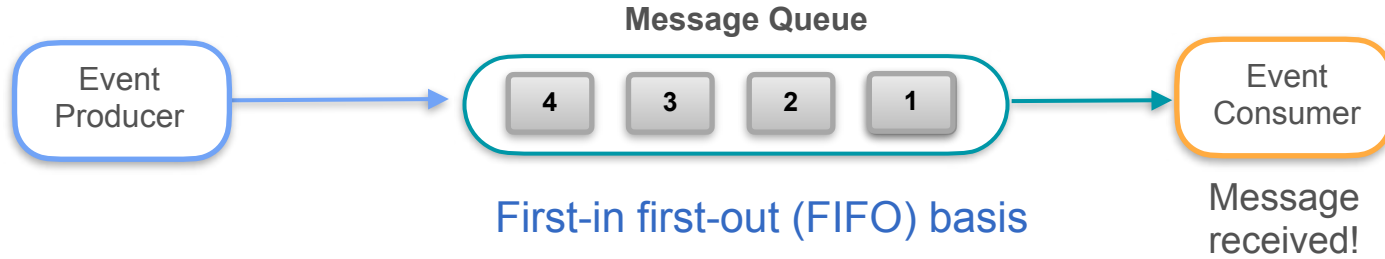 Message Queue
Event
Producer
4 3 2 1
Event
Consumer
First-in first-out (FIFO) basis
Message
received!